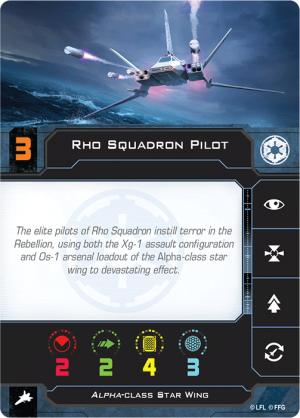 3
Rho Squadron Pilot
The elite pilots of Rho Squadron instill terror in the
Rebellion, using both the Xg-1 assault configuration
and Os-1 arsenal loadout of the Alpha-class star
wing to devastating effect.
2 2 4 3
Alpha-class Star Wing
© LFL © FFG